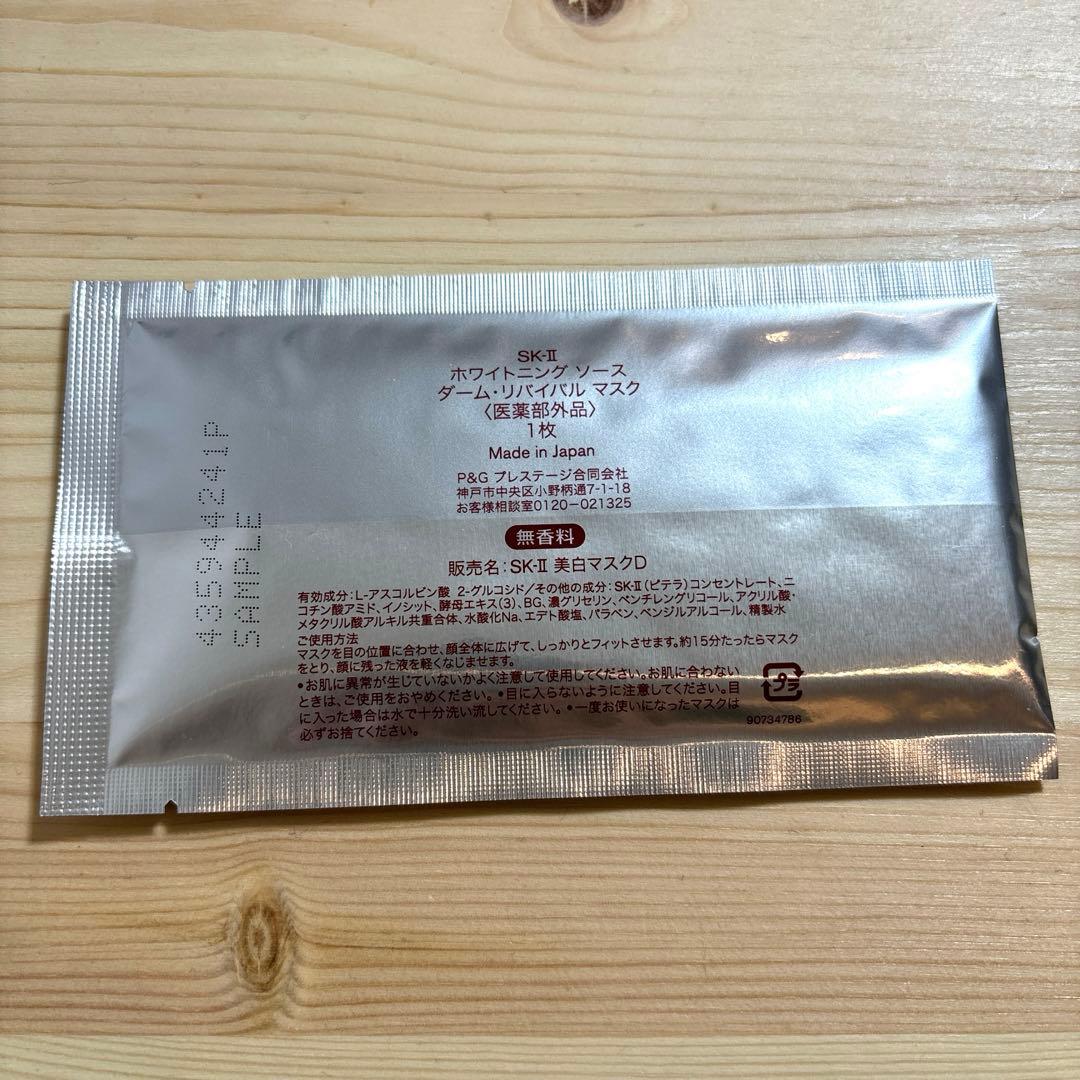 SK-II
ホワイトニング ソース
ダーム・リバイバル マスク
〈医薬部外品〉
1枚
Made in Japan
P&G プレステージ合同会社
神戸市中央区小野柄通7-1-18
お客様相談室0120-021325
無香料
販売名:SK-II 美白マスクD
有効成分:L-アスコルビン酸 2-グルコシド/その他の成分:SK-II(ピテラ)コンセントレート、ニ
コチン酸アミド、イノシット、酵母エキス(3)、BG、濃グリセリン、ペンチレングリコール、アクリル酸・
メタクリル酸アルキル共重合体、水酸化Na、エデト酸塩、パラベン、ベンジルアルコール、精製水
ご使用方法
マスクを目の位置に合わせ、顔全体に広げて、しっかりとフィットさせます。約15分たったらマスク
をとり、顔に残った液を軽くなじませます。
●お肌に異常が生じていないかよく注意して使用してください。お肌に合わない
ときは、ご使用をおやめください。●目に入らないように注意してください。目
に入った場合は水で十分洗い流してください。●一度お使いになったマスクは
必ずお捨てください。
プラ
90734786
435944241P
SAMPLE